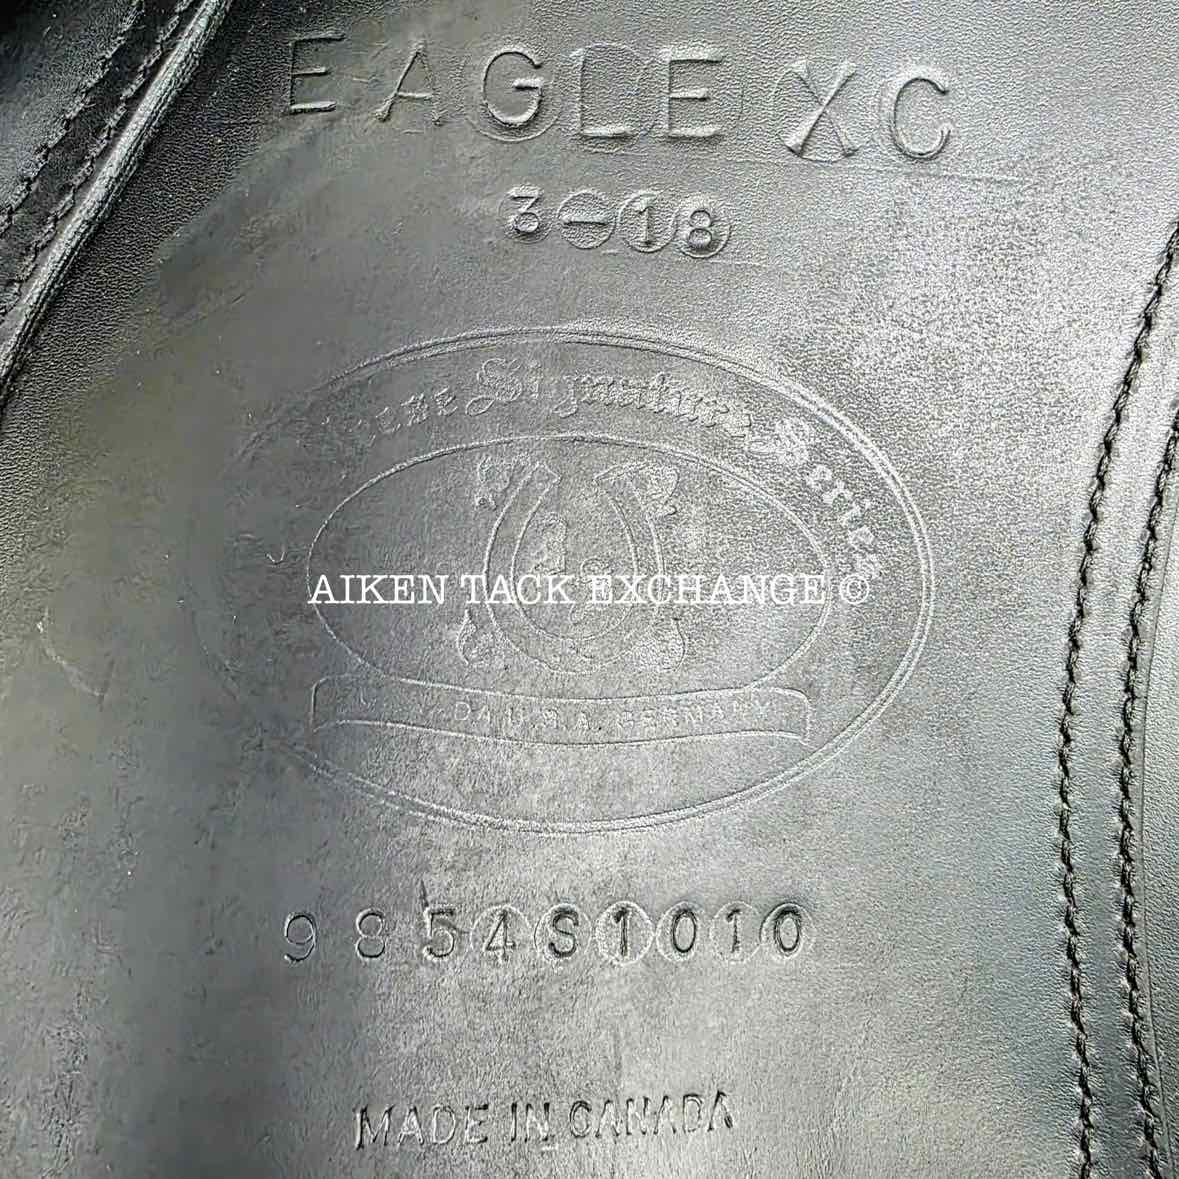 EAGLE XC
3-18
Signature Series
AIKEN TACK EXCHANGE ©
U.S.A. GERMANY
9854S1010
MADE IN CANADA